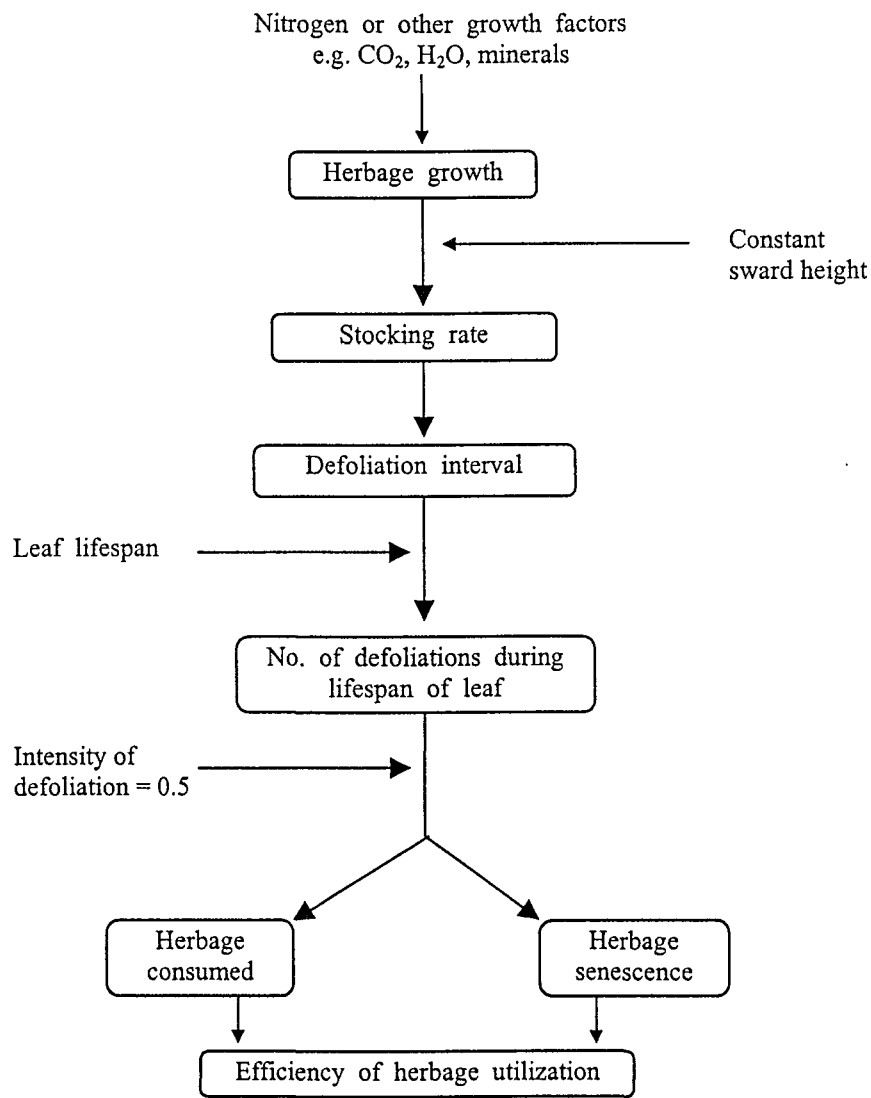 Nitrogen or other growth factors
e.g. CO₂, H₂O, minerals
Herbage growth
Constant
sward height
Stocking rate
Defoliation interval
Leaf lifespan
No. of defoliations during
lifespan of leaf
Intensity of
defoliation = 0.5
Herbage
consumed
Herbage
senescence
Efficiency of herbage utilization